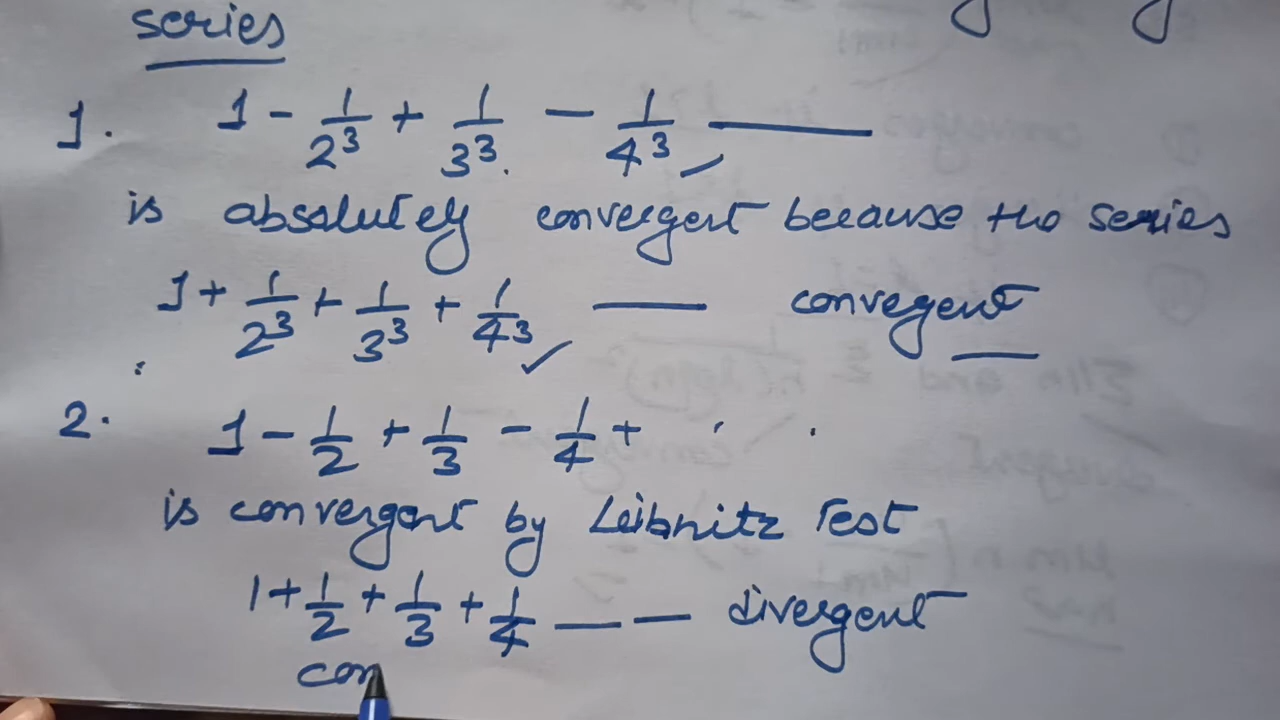 series
1. 1 - 1/2³ + 1/3³ - 1/4³ ———
is absolutely convergent because the series
1 + 1/2³ + 1/3³ + 1/4³ ——— convegent
2. 1 - 1/2 + 1/3 - 1/4 + . .
is convergent by Leibnitz Test
1 + 1/2 + 1/3 + 1/4 — — divergent
con